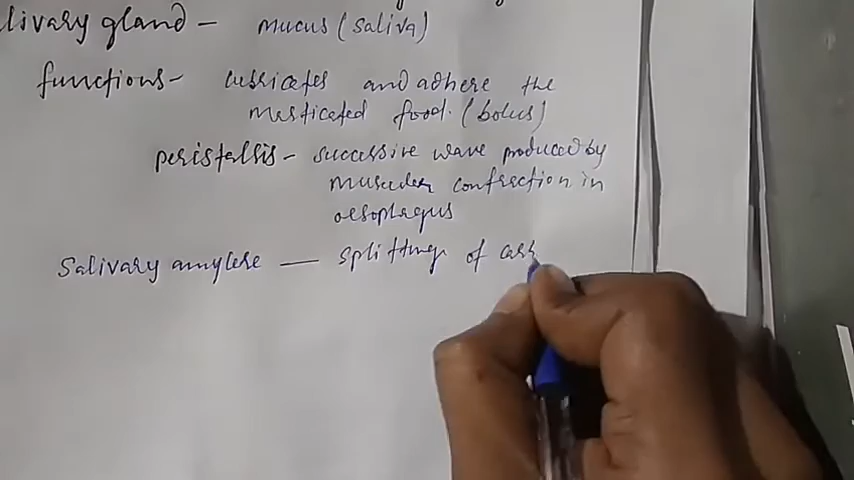 livary gland - mucus (saliva)
functions - lubricates and adhere the
masticated food. (bolus)
peristalsis - successive wave produced by
muscular contraction in
oesophagus
Salivary amylase — splitting of carb